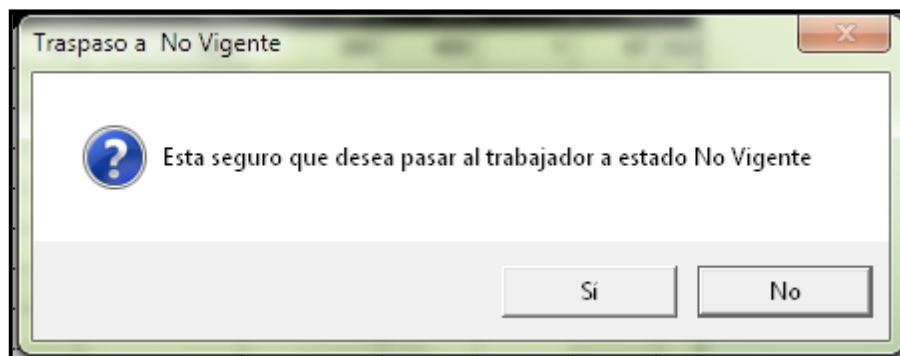 Traspaso a  No Vigente
Esta seguro que desea pasar al trabajador a estado No Vigente
Sí
No